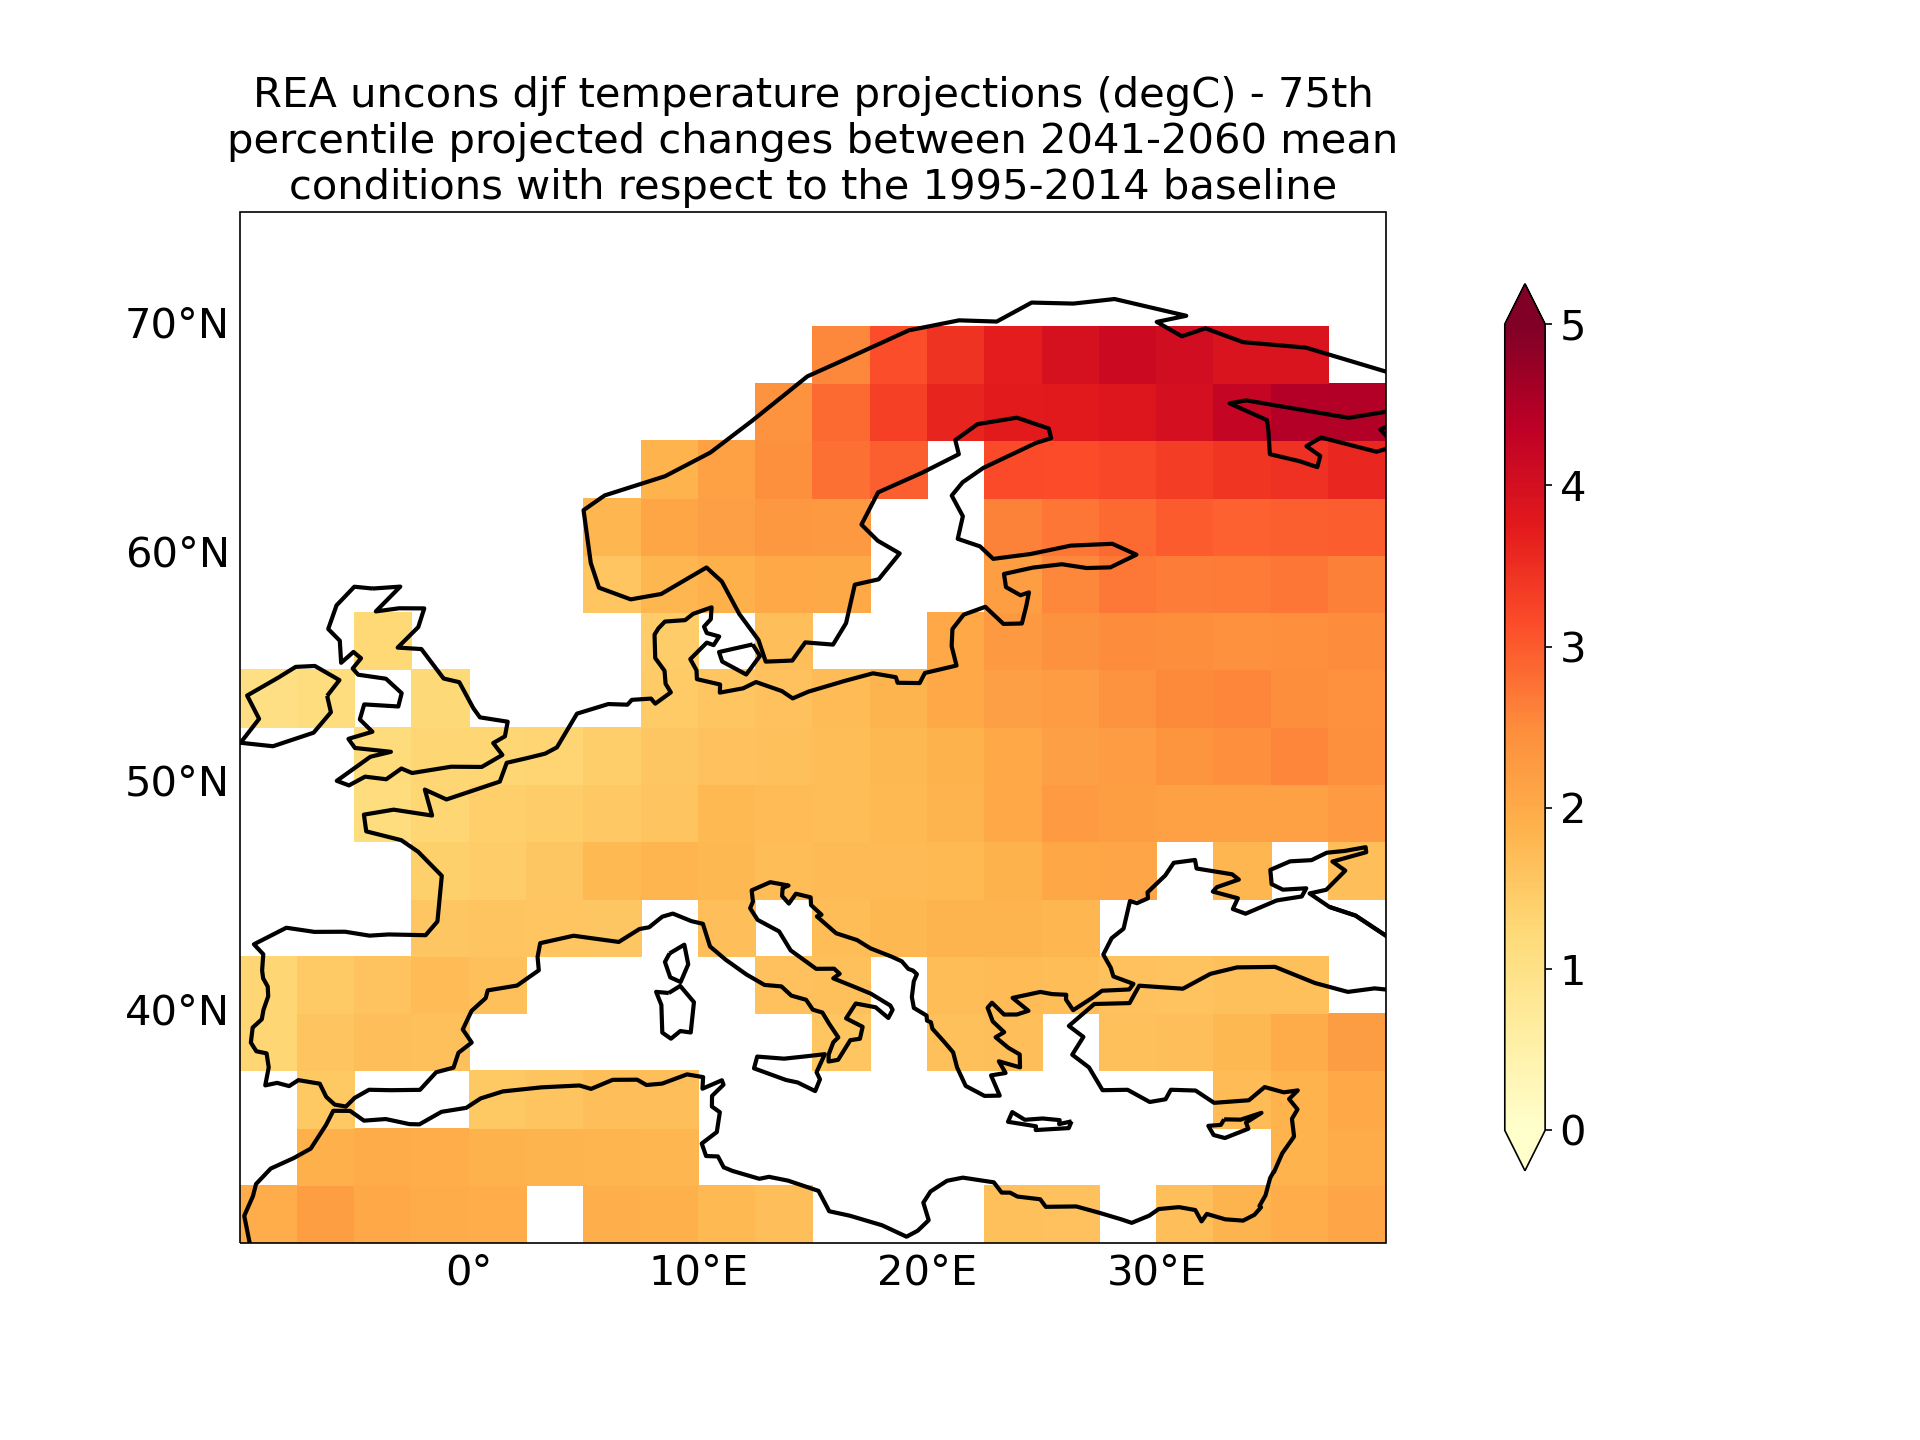 REA uncons djf temperature projections (degC) - 75th
percentile projected changes between 2041-2060 mean
conditions with respect to the 1995-2014 baseline
70°N
60°N
50°N
40°N
0°
10°E
20°E
30°E
5
4
3
2
1
0